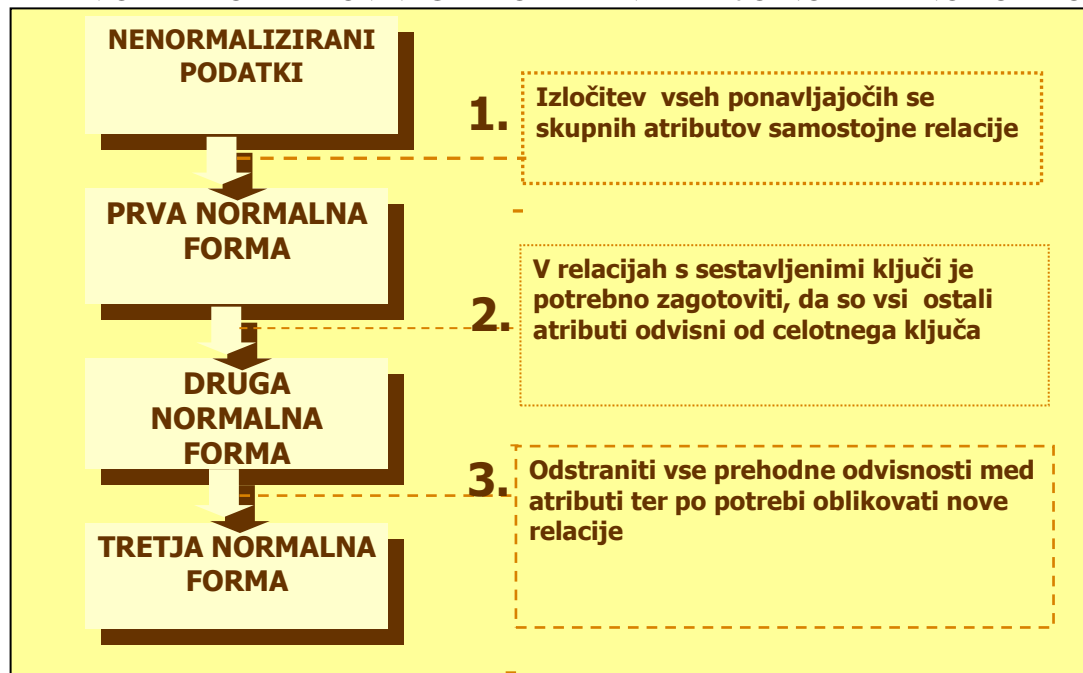 NENORMALIZIRANI
PODATKI
1.
Izločitev vseh ponavljajočih se
skupnih atributov samostojne relacije
PRVA NORMALNA
FORMA
2.
V relacijah s sestavljenimi ključi je
potrebno zagotoviti, da so vsi ostali
atributi odvisni od celotnega ključa
DRUGA
NORMALNA
FORMA
3.
Odstraniti vse prehodne odvisnosti med
atributi ter po potrebi oblikovati nove
relacije
TRETJA NORMALNA
FORMA